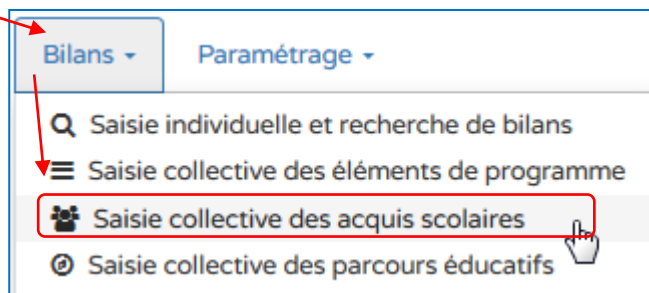 Bilans Paramétrage
Saisie individuelle et recherche de bilans
Saisie collective des éléments de programme
Saisie collective des acquis scolaires
Saisie collective des parcours éducatifs